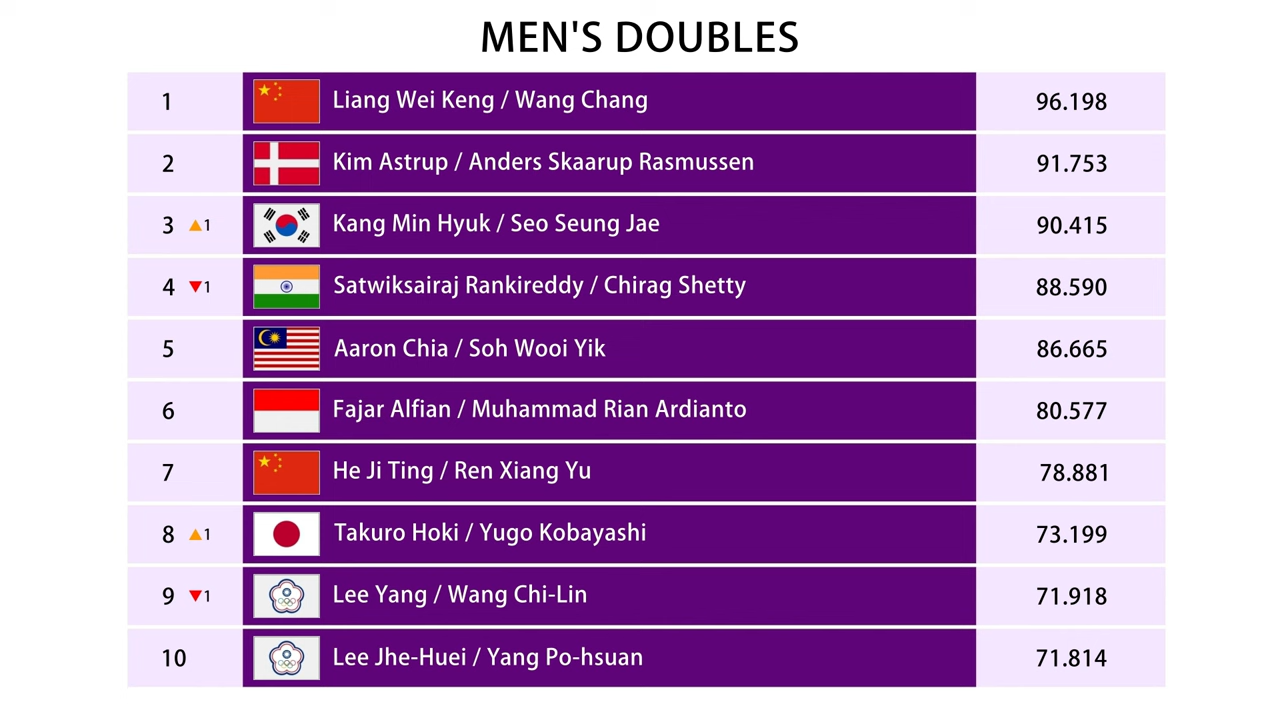 MEN'S DOUBLES
1 Liang Wei Keng / Wang Chang 96.198
2 Kim Astrup / Anders Skaarup Rasmussen 91.753
3 ▲1 Kang Min Hyuk / Seo Seung Jae 90.415
4 ▼1 Satwiksairaj Rankireddy / Chirag Shetty 88.590
5 Aaron Chia / Soh Wooi Yik 86.665
6 Fajar Alfian / Muhammad Rian Ardianto 80.577
7 He Ji Ting / Ren Xiang Yu 78.881
8 ▲1 Takuro Hoki / Yugo Kobayashi 73.199
9 ▼1 Lee Yang / Wang Chi-Lin 71.918
10 Lee Jhe-Huei / Yang Po-hsuan 71.814